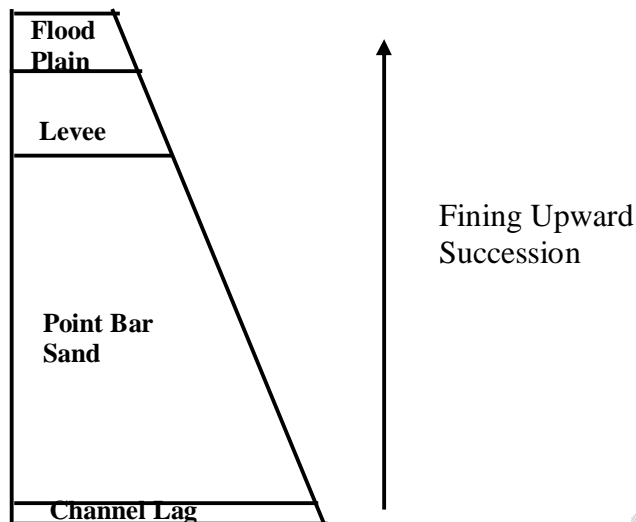 Flood
Plain
Levee
Fining Upward
Succession
Point Bar
Sand
Channel Lag